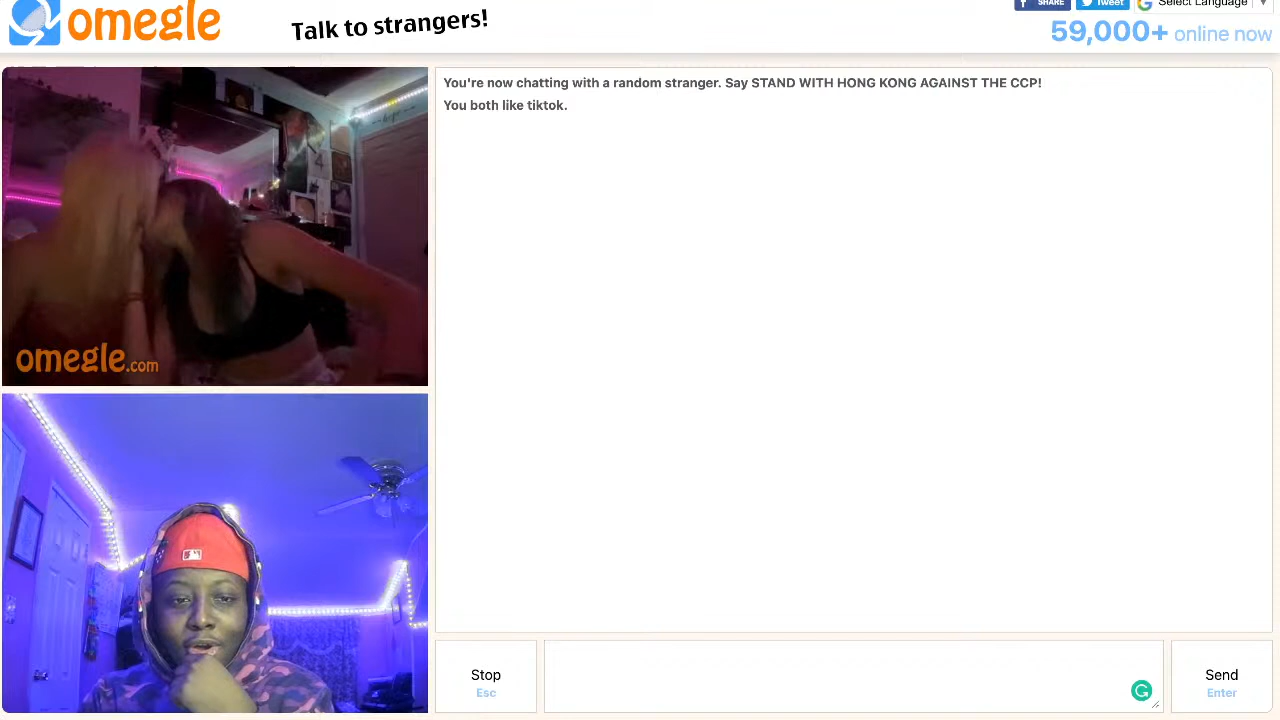 omegle
Talk to strangers!
f SHARE
Tweet
G Select Language ▼
59,000+ online now
You're now chatting with a random stranger. Say STAND WITH HONG KONG AGAINST THE CCP!
You both like tiktok.
omegle.com
Stop
Esc
Send
Enter